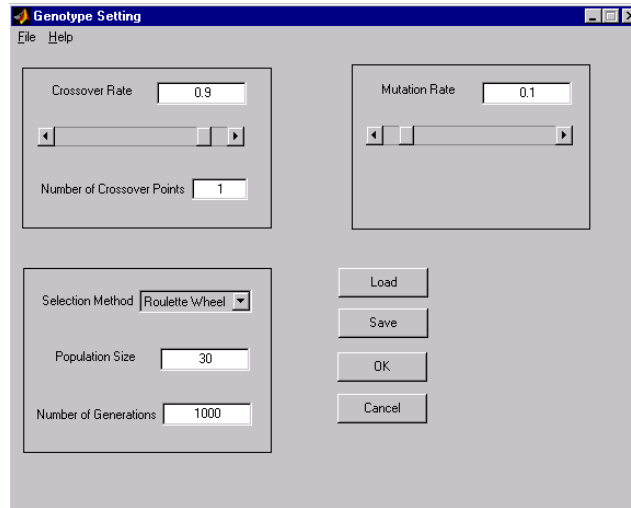 Genotype Setting
File Help
Crossover Rate 0.9
Number of Crossover Points 1
Mutation Rate 0.1
Selection Method Roulette Wheel
Population Size 30
Number of Generations 1000
Load
Save
OK
Cancel